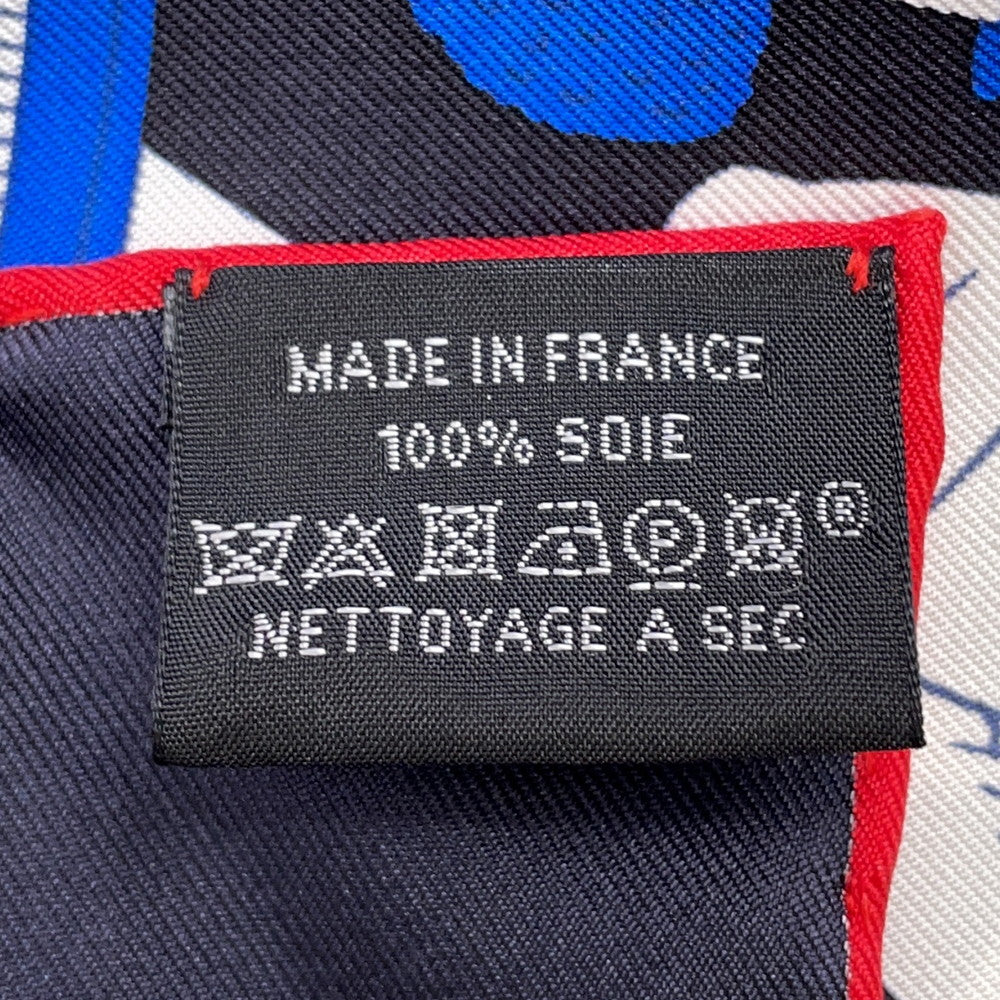 MADE IN FRANCE
100% SOIE
P W ®
NETTOYAGE A SEC